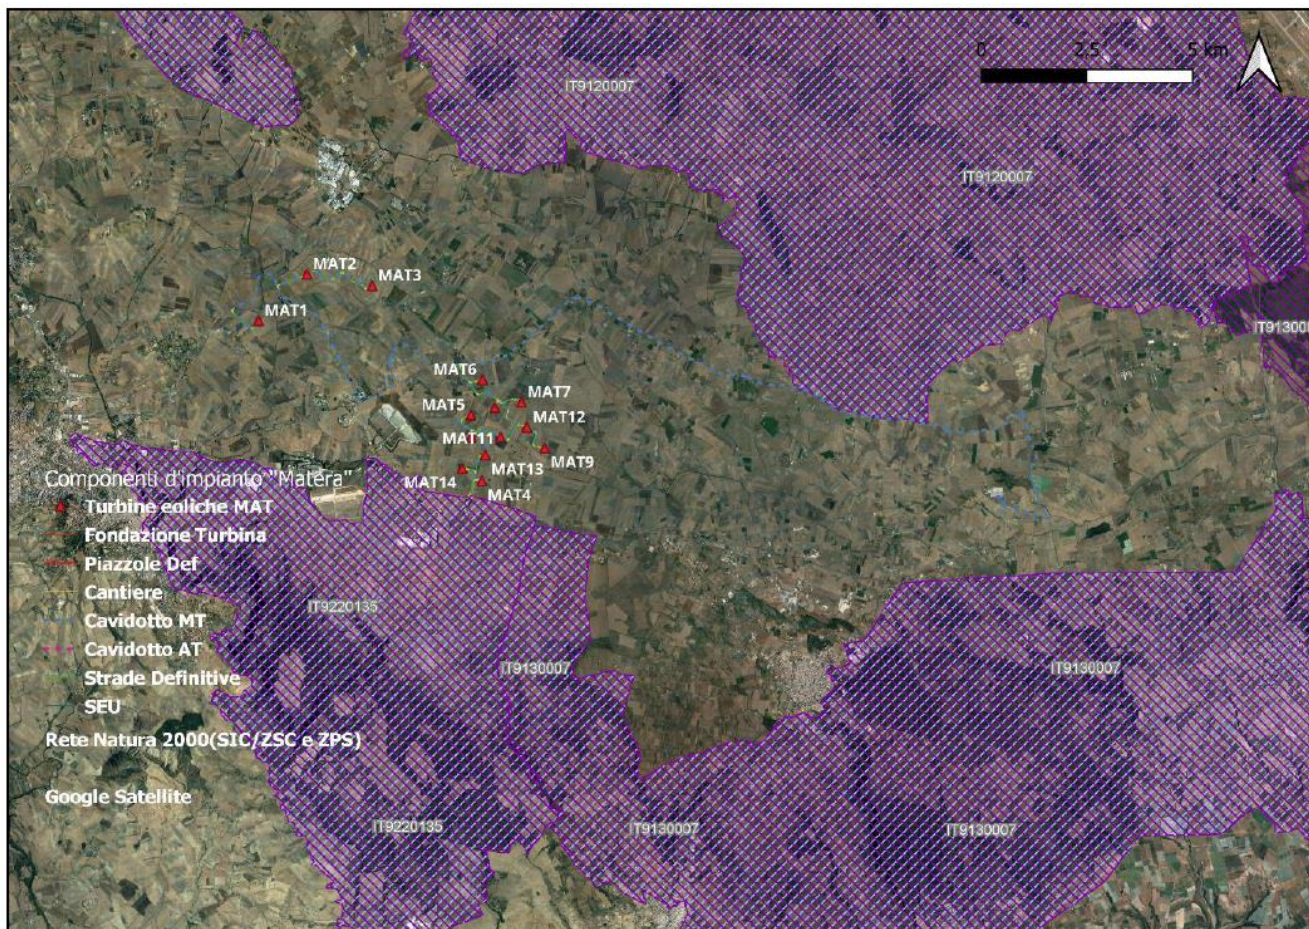 0 2.5 5 km
IT9120007
IT9120007
MAT2
MAT3
MAT1
IT91300
MAT6
MAT7
MAT5
MAT12
MAT11
MAT9
MAT13
MAT14
MAT4
Componenti d'impianto "Matera"
Turbine eoliche MAT
Fondazione Turbina
Piazzole Def
Cantiere
Cavidotto MT
Cavidotto AT
Strade Definitive
SEU
Rete Natura 2000(SIC/ZSC e ZPS)
Google Satellite
IT9220135
IT9130007
IT9130007
IT9220135
IT9130007
IT9130007